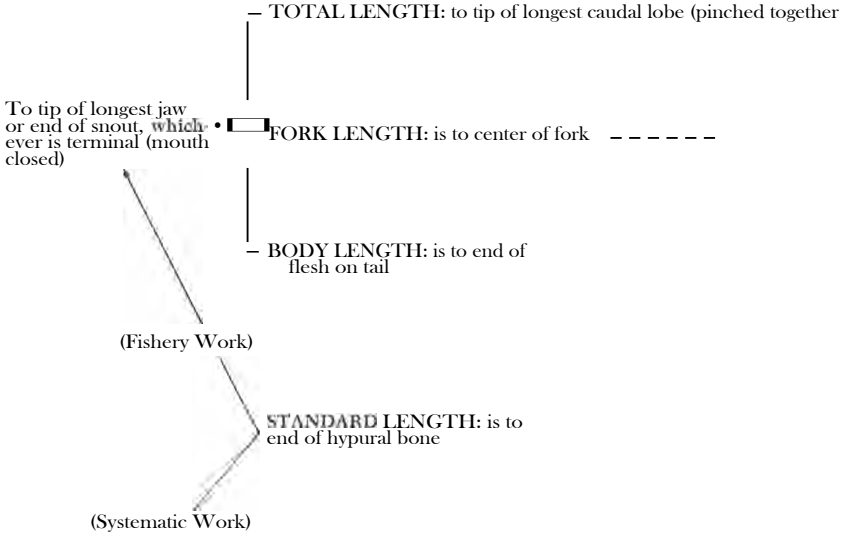 TOTAL LENGTH: to tip of longest caudal lobe (pinched together
To tip of longest jaw
or end of snout, which-
ever is terminal (mouth
closed)
FORK LENGTH: is to center of fork
BODY LENGTH: is to end of
flesh on tail
(Fishery Work)
STANDARD LENGTH: is to
end of hypural bone
(Systematic Work)